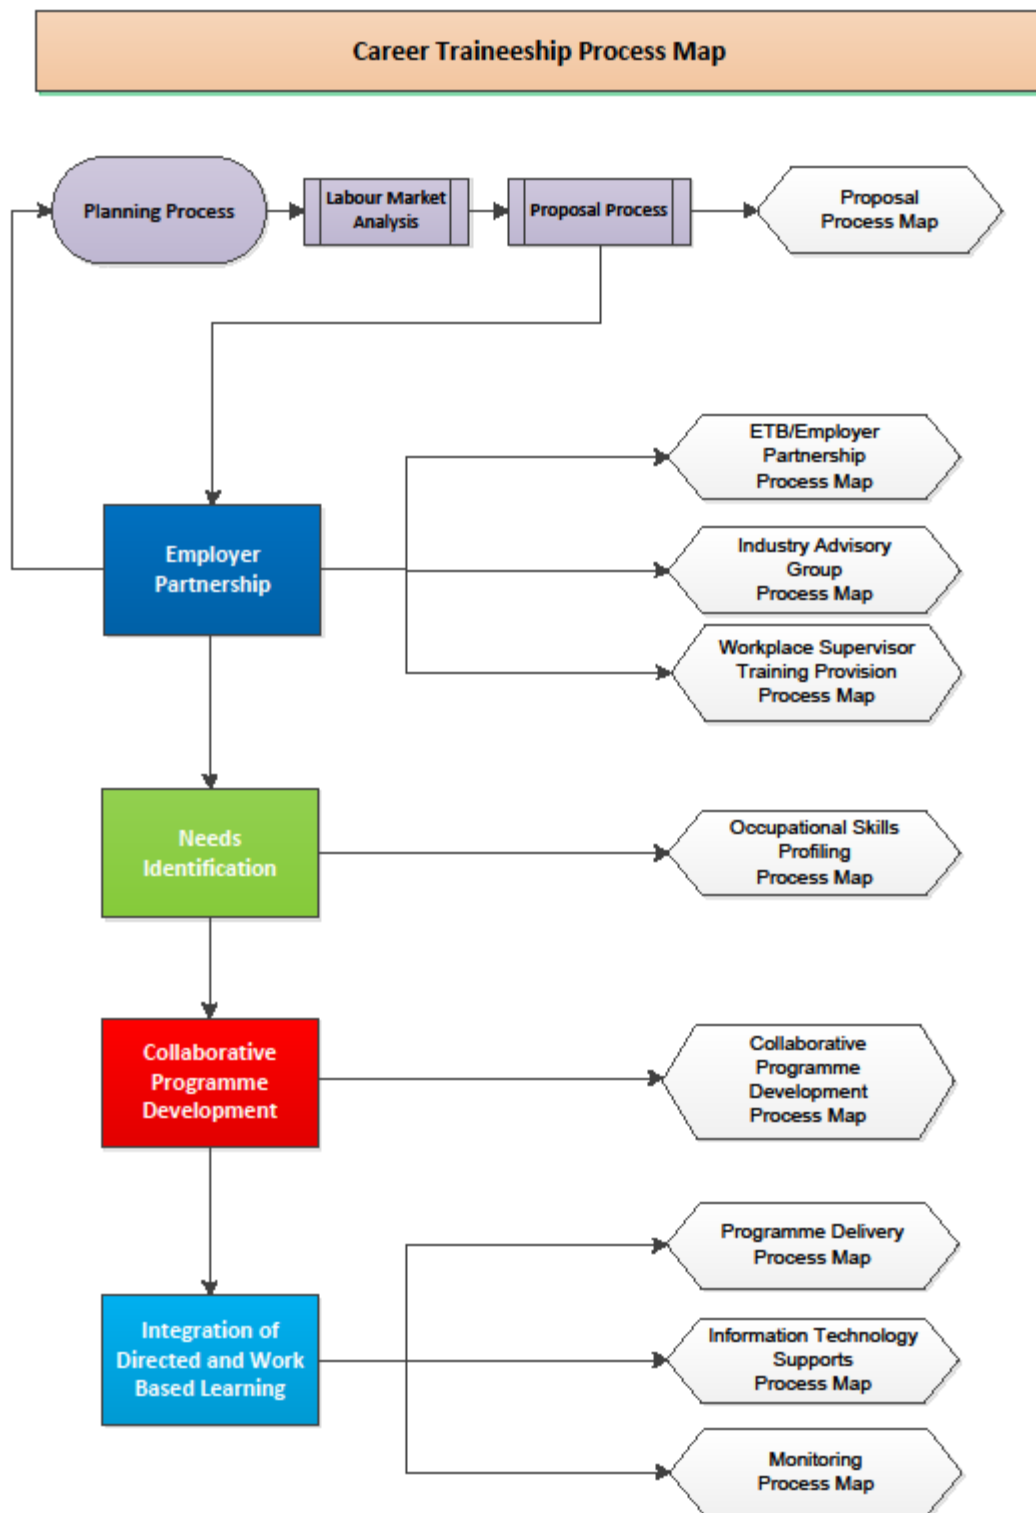 Career Traineeship Process Map
Planning Process
Labour Market
Analysis
Proposal Process
Proposal
Process Map
ETB/Employer
Partnership
Process Map
Employer
Partnership
Industry Advisory
Group
Process Map
Workplace Supervisor
Training Provision
Process Map
Needs
Identification
Occupational Skills
Profiling
Process Map
Collaborative
Programme
Development
Collaborative
Programme
Development
Process Map
Programme Delivery
Process Map
Integration of
Directed and Work
Based Learning
Information Technology
Supports
Process Map
Monitoring
Process Map